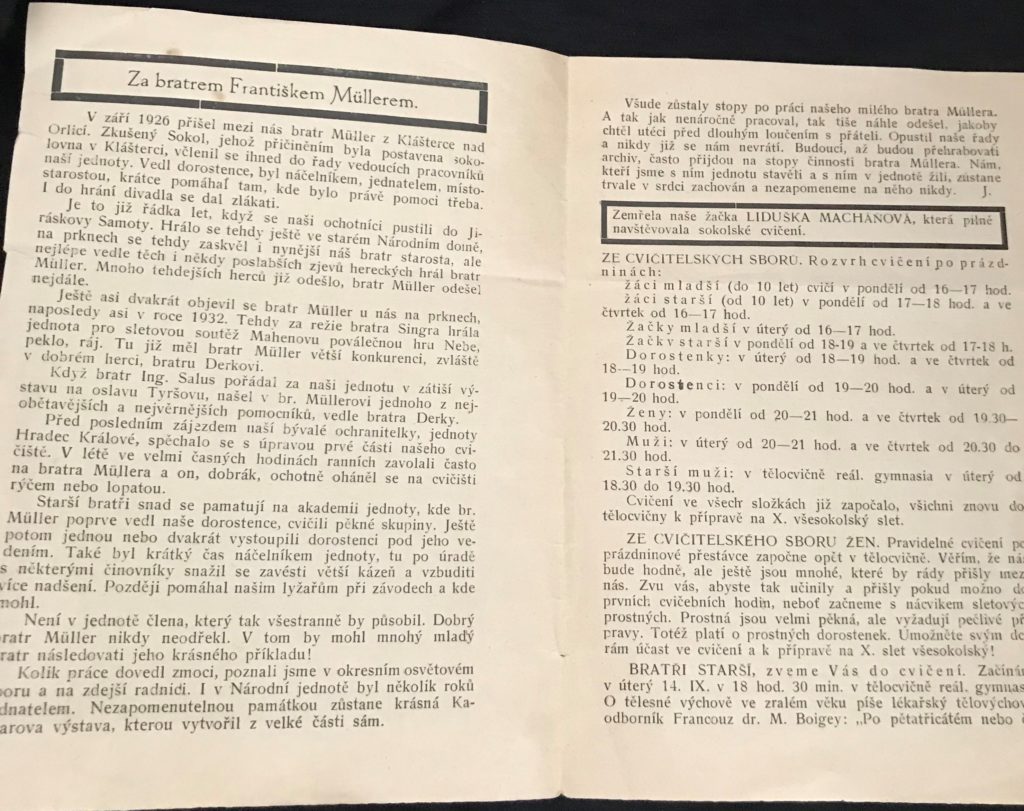 Za bratrem Františkem Müllerem.
V září 1926 přišel mezi nás bratr Müller z Klášterce nad
Orlicí. Zkušený Sokol, jehož přičiněním byla postavena soko-
lovna v Klášterci, včlenil se ihned do řady vedoucích pracovníků
naší jednoty. Vedl dorostence, byl náčelníkem, jednatelem, místo-
starostou, krátce pomáhal tam, kde bylo právě pomoci třeba.
I do hraní divadla se dal zlákati.
Je to již řádka let, když se naši ochotníci pustili do Ji-
ráskovy Samoty. Hrálo se tehdy ještě ve starém Národním domě,
na prknech se tehdy zaskvěl i nynější náš bratr starosta, ale
nejlépe vedle těch i někdy poslabších zjevů hereckých hrál bratr
Müller. Mnoho tehdejších herců již odešlo, bratr Müller odešel
nejdále.
Ještě asi dvakrát objevil se bratr Müller u nás na prknech,
naposledy asi v roce 1932. Tehdy za režie bratra Singra hrála
jednota pro sletovou soutěž Mahenovu poválečnou hru Nebe,
peklo, ráj. Tu již měl bratr Müller větší konkurenci, zvláště
v dobrém herci, bratru Derkovi.
Když bratr Ing. Salus pořádal za naši jednotu v zátiší vý-
stavu na oslavu Tyršovu, našel v br. Müllerovi jednoho z nej-
obětavějších a nejvěrnějších pomocníků, vedle bratra Derky.
Před posledním zájezdem naší bývalé ochranitelky, jednoty
Hradec Králové, spěchalo se s úpravou prvé části našeho cvi-
čiště. V létě ve velmi časných hodinách ranních zavolali často
na bratra Müllera a on, dobrák, ochotně oháněl se na cvičišti
rýčem nebo lopatou.
Starší bratři snad se pamatují na akademii jednoty, kde br.
Müller poprve vedl naše dorostence, cvičili pěkné skupiny. Ještě
potom jednou nebo dvakrát vystoupili dorostenci pod jeho ve-
dením. Také byl krátký čas náčelníkem jednoty, tu po úradě
s některými činovníky snažil se zavésti větší kázeň a vzbuditi
více nadšení. Později pomáhal našim lyžařům při závodech a kde
mohl.
Není v jednotě člena, který tak všestranně by působil. Dobrý
ratr Müller nikdy neodřekl. V tom by mohl mnohý mladý
ratr následovati jeho krásného příkladu!
Kolik práce dovedl zmoci, poznali jsme v okresním osvětovém
oru a na zdejší radnici. I v Národní jednotě byl několik roků
dnatelem. Nezapomenutelnou památkou zůstane krásná Ka-
arova výstava, kterou vytvořil z velké části sám.
Všude zůstaly stopy po práci našeho milého bratra Müllera.
A tak jak nenáročně pracoval, tak tiše náhle odešel, jakoby
chtěl utéci před dlouhým loučením s přáteli. Opustil naše řady
a nikdy již se nám nevrátí. Budoucí, až budou přehrabovati
archiv, často přijdou na stopy činnosti bratra Müllera. Nám,
kteří jsme s ním jednotu stavěli a s ním v jednotě žili, zůstane
trvale v srdci zachován a nezapomeneme na něho nikdy. J.
Zemřela naše žačka LIDUŠKA MACHAŇOVÁ, která pilně
navštěvovala sokolské cvičení.
ZE CVIČITELSKÝCH SBORŮ. Rozvrh cvičení po prázd-
ninách:
žáci mladší (do 10 let) cvičí v pondělí od 16—17 hod.
žáci starší (od 10 let) v pondělí od 17—18 hod. a ve
čtvrtek od 16—17 hod.
Žačky mladší v úterý od 16—17 hod.
Žačky starší v pondělí od 18-19 a ve čtvrtek od 17-18 h.
Dorostenky: v úterý od 18—19 hod. a ve čtvrtek od
18—19 hod.
Dorostenci: v pondělí od 19—20 hod. a v úterý od
19—20 hod.
Ženy: v pondělí od 20—21 hod. a ve čtvrtek od 19.30—
20.30 hod.
Muži: v úterý od 20—21 hod. a ve čtvrtek od 20.30 do
21.30 hod.
Starší muži: v tělocvičně reál. gymnasia v úterý od
18.30 do 19.30 hod.
Cvičení ve všech složkách již započalo, všichni znovu do
tělocvičny k přípravě na X. všesokolský slet.
ZE CVIČITELSKÉHO SBORU ŽEN. Pravidelné cvičení po
prázdninové přestávce započne opět v tělocvičně. Věřím, že nás
bude hodně, ale ještě jsou mnohé, které by rády přišly mezi
nás. Zvu vás, abyste tak učinily a přišly pokud možno do
prvních cvičebních hodin, neboť začneme s nácvikem sletových
prostných. Prostná jsou velmi pěkná, ale vyžadují pečlivé pří
pravy. Totéž platí o prostných dorostenek. Umožněte svým dce
rám účast ve cvičení a k přípravě na X. slet všesokolský!
BRATŘI STARŠÍ, zveme Vás do cvičení. Začínám
v úterý 14. IX. v 18 hod. 30 min. v tělocvičně reál. gymnas
O tělesné výchově ve zralém věku píše lékařský tělovýchov
odborník Francouz dr. M. Boigey: „Po pětatřicátém nebo č